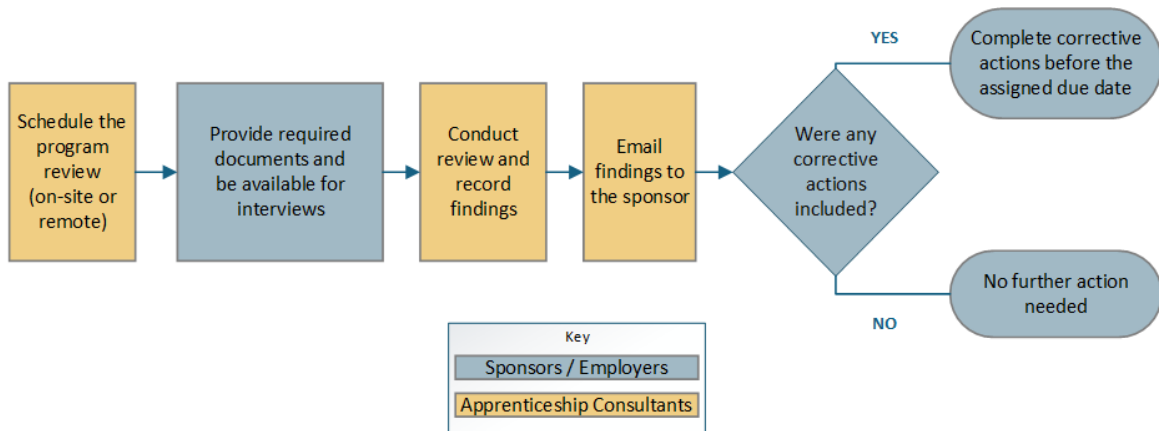 Schedule the
program
review
(on-site or
remote)
Provide required
documents and
be available for
interviews
Conduct
review and
record
findings
Email
findings to
the sponsor
Were any
corrective
actions
included?
YES
Complete corrective
actions before the
assigned due date
NO
No further action
needed
Key
Sponsors / Employers
Apprenticeship Consultants